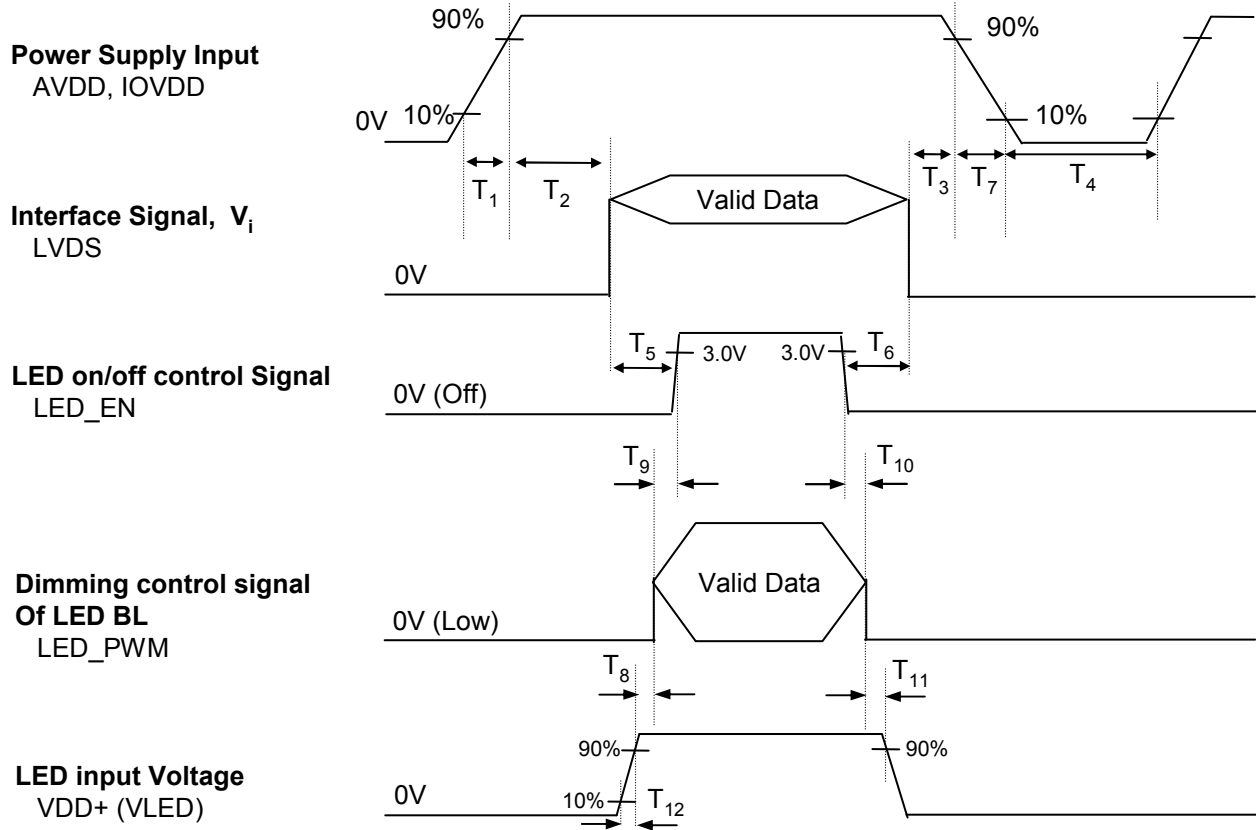 90%
90%
Power Supply Input
AVDD, IOVDD
0V
10%
10%
T1
T2
T3
T7
T4
Valid Data
Interface Signal, Vi
LVDS
0V
T5
3.0V
3.0V
T6
LED on/off control Signal
LED_EN
0V (Off)
T9
T10
Valid Data
Dimming control signal
Of LED BL
LED_PWM
0V (Low)
T8
T11
90%
90%
LED input Voltage
VDD+ (VLED)
0V
10%
T12